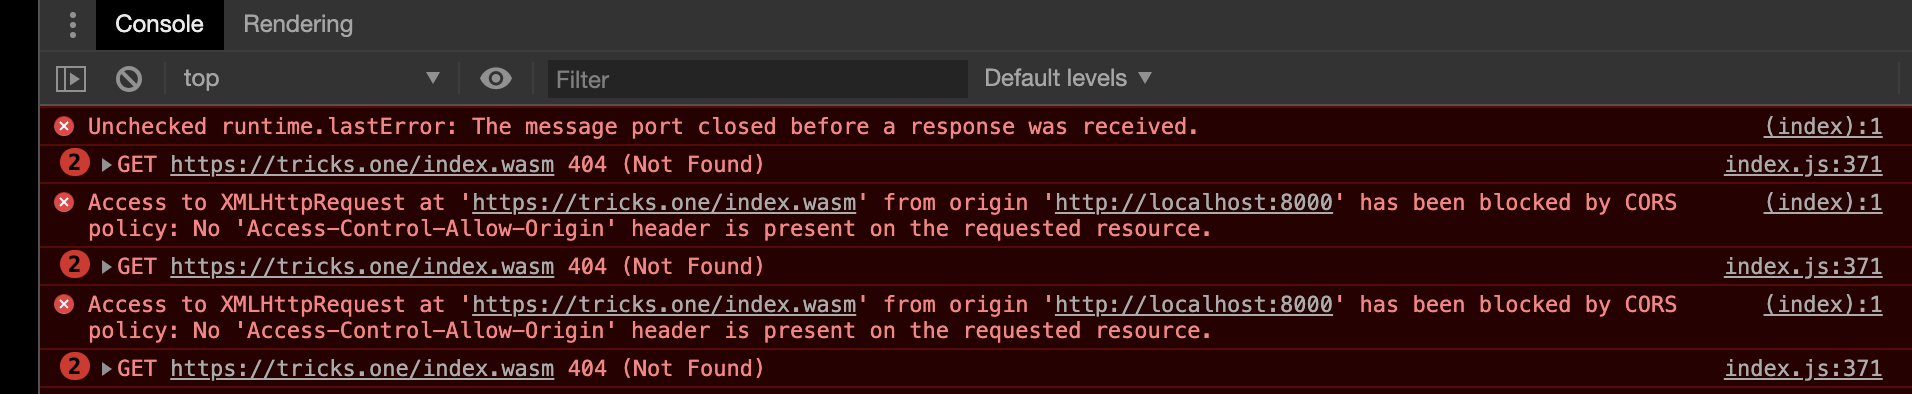 Console Rendering
top Filter Default levels
Unchecked runtime.lastError: The message port closed before a response was received. (index):1
2 GET https://tricks.one/index.wasm 404 (Not Found) index.js:371
Access to XMLHttpRequest at 'https://tricks.one/index.wasm' from origin 'http://localhost:8000' has been blocked by CORS (index):1
policy: No 'Access-Control-Allow-Origin' header is present on the requested resource.
2 GET https://tricks.one/index.wasm 404 (Not Found) index.js:371
Access to XMLHttpRequest at 'https://tricks.one/index.wasm' from origin 'http://localhost:8000' has been blocked by CORS (index):1
policy: No 'Access-Control-Allow-Origin' header is present on the requested resource.
2 GET https://tricks.one/index.wasm 404 (Not Found) index.js:371